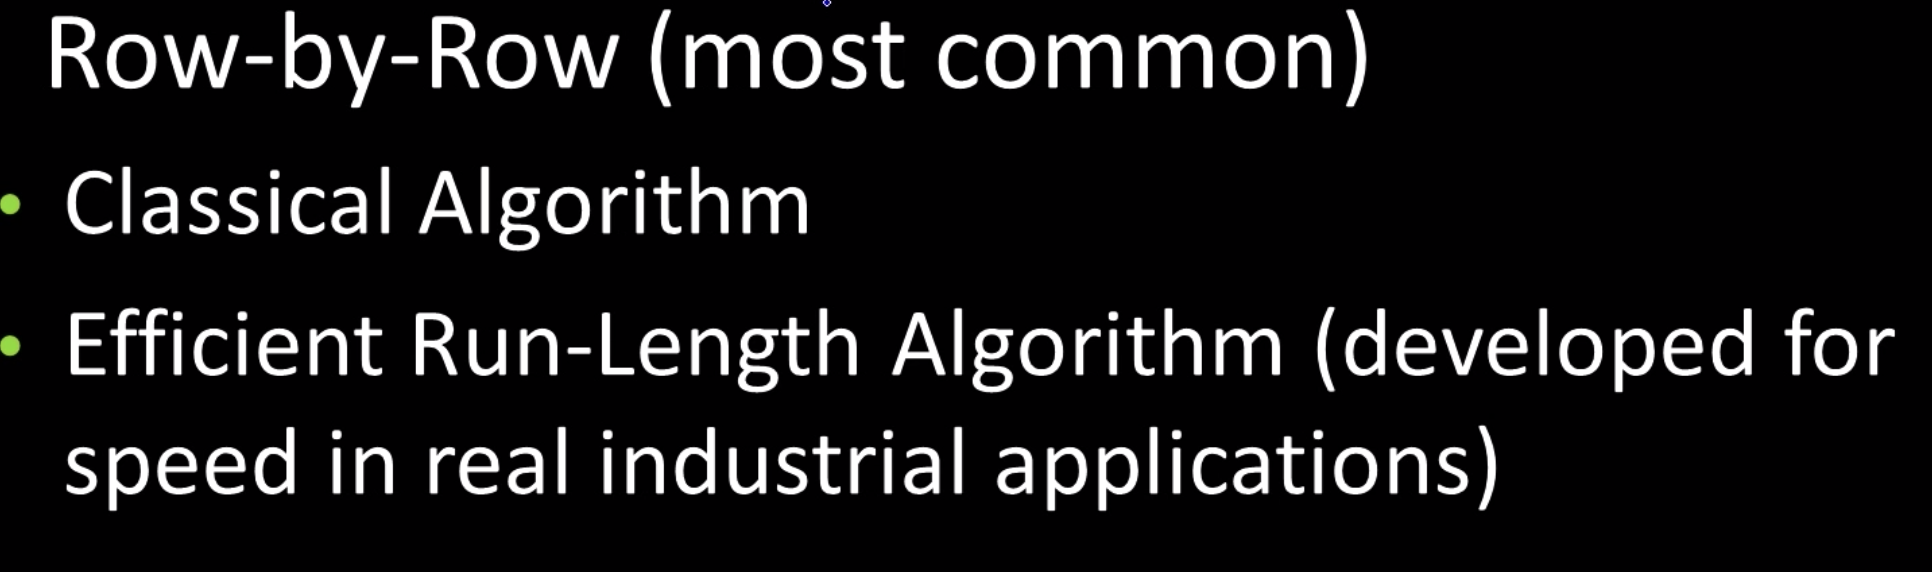 Row-by-Row (most common)
• Classical Algorithm
• Efficient Run-Length Algorithm (developed for
speed in real industrial applications)